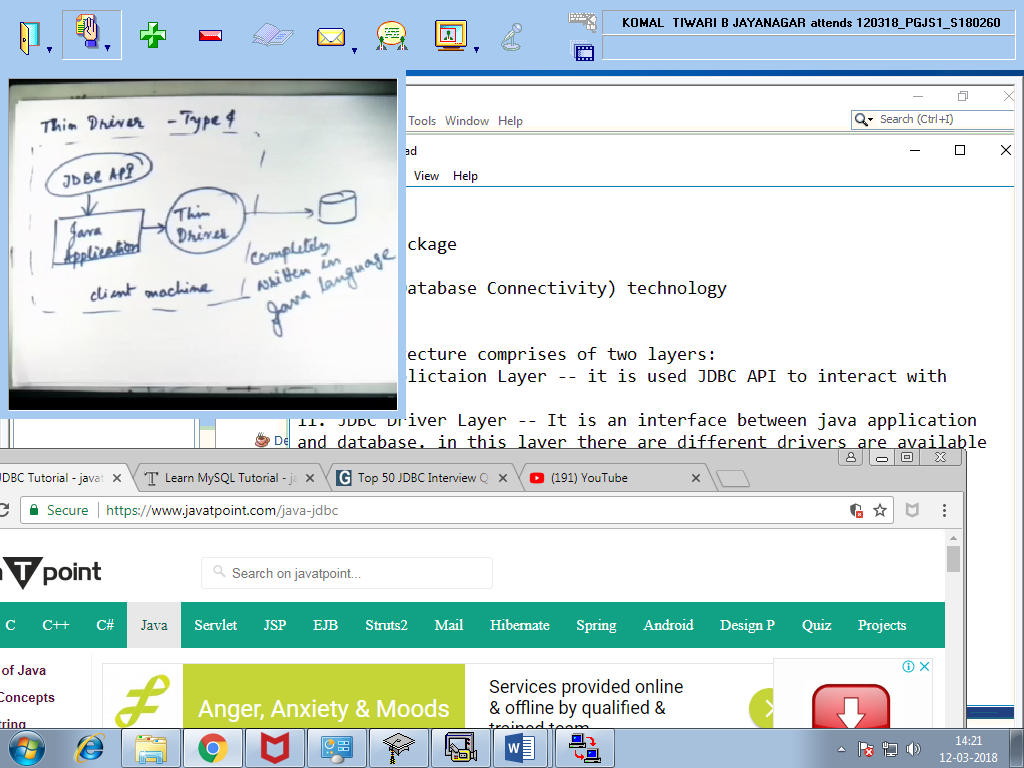 KOMAL TIWARI B JAYANAGAR attends 120318_PGJS1_S180260
Thin Driver - Type 4
JDBC API
Java
Application
Thin
Driver
completely
written in
Java language
client machine
Tools Window Help
Search (Ctrl+I)
ad
View Help
ckage
atabase Connectivity) technology
ecture comprises of two layers:
lictaion Layer -- it is used JDBC API to interact with
II. JDBC Driver Layer -- It is an interface between java application
and database. in this layer there are different drivers are available
De
JDBC Tutorial - javat
Learn MySQL Tutorial - ja
Top 50 JDBC Interview Q
(191) YouTube
Secure https://www.javatpoint.com/java-jdbc
T point
Search on javatpoint...
C C++ C# Java Servlet JSP EJB Struts2 Mail Hibernate Spring Android Design P Quiz Projects
of Java
Concepts
tring
Anger, Anxiety & Moods
Services provided online
& offline by qualified &
trained team
14:21
12-03-2018